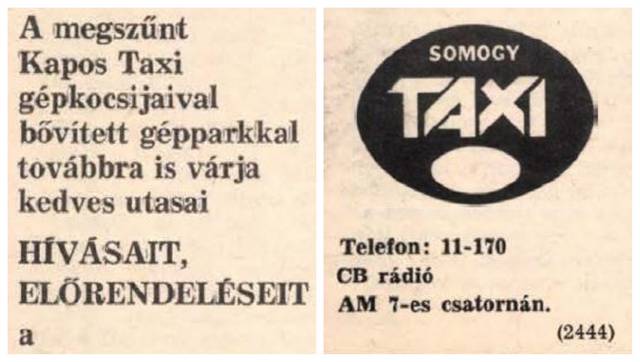 A megszűnt
Kapos Taxi
gépkocsijaival
bővített gépparkkal
továbbra is várja
kedves utasai
HÍVÁSAIT,
ELŐRENDELÉSEIT
a
SOMOGY
TAXI
Telefon: 11-170
CB rádió
AM 7-es csatornán.
(2444)